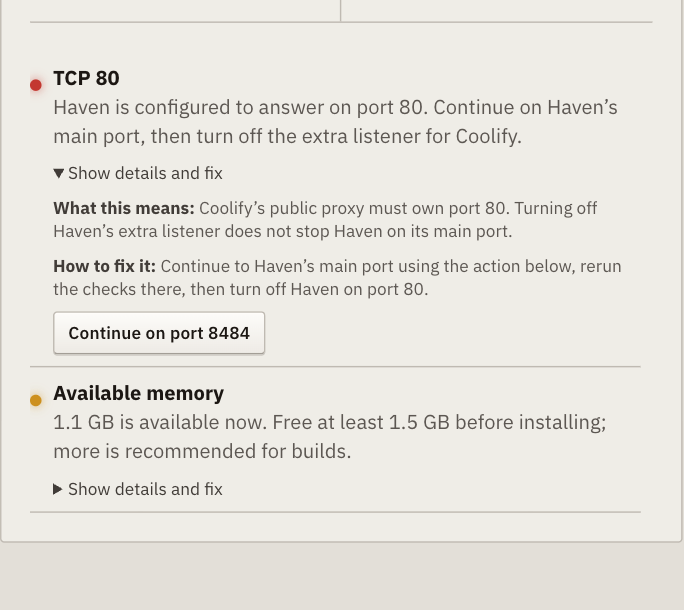 TCP 80
Haven is configured to answer on port 80. Continue on Haven’s
main port, then turn off the extra listener for Coolify.
▼ Show details and fix
What this means: Coolify’s public proxy must own port 80. Turning off
Haven’s extra listener does not stop Haven on its main port.
How to fix it: Continue to Haven’s main port using the action below, rerun
the checks there, then turn off Haven on port 80.
Continue on port 8484
Available memory
1.1 GB is available now. Free at least 1.5 GB before installing;
more is recommended for builds.
▶ Show details and fix